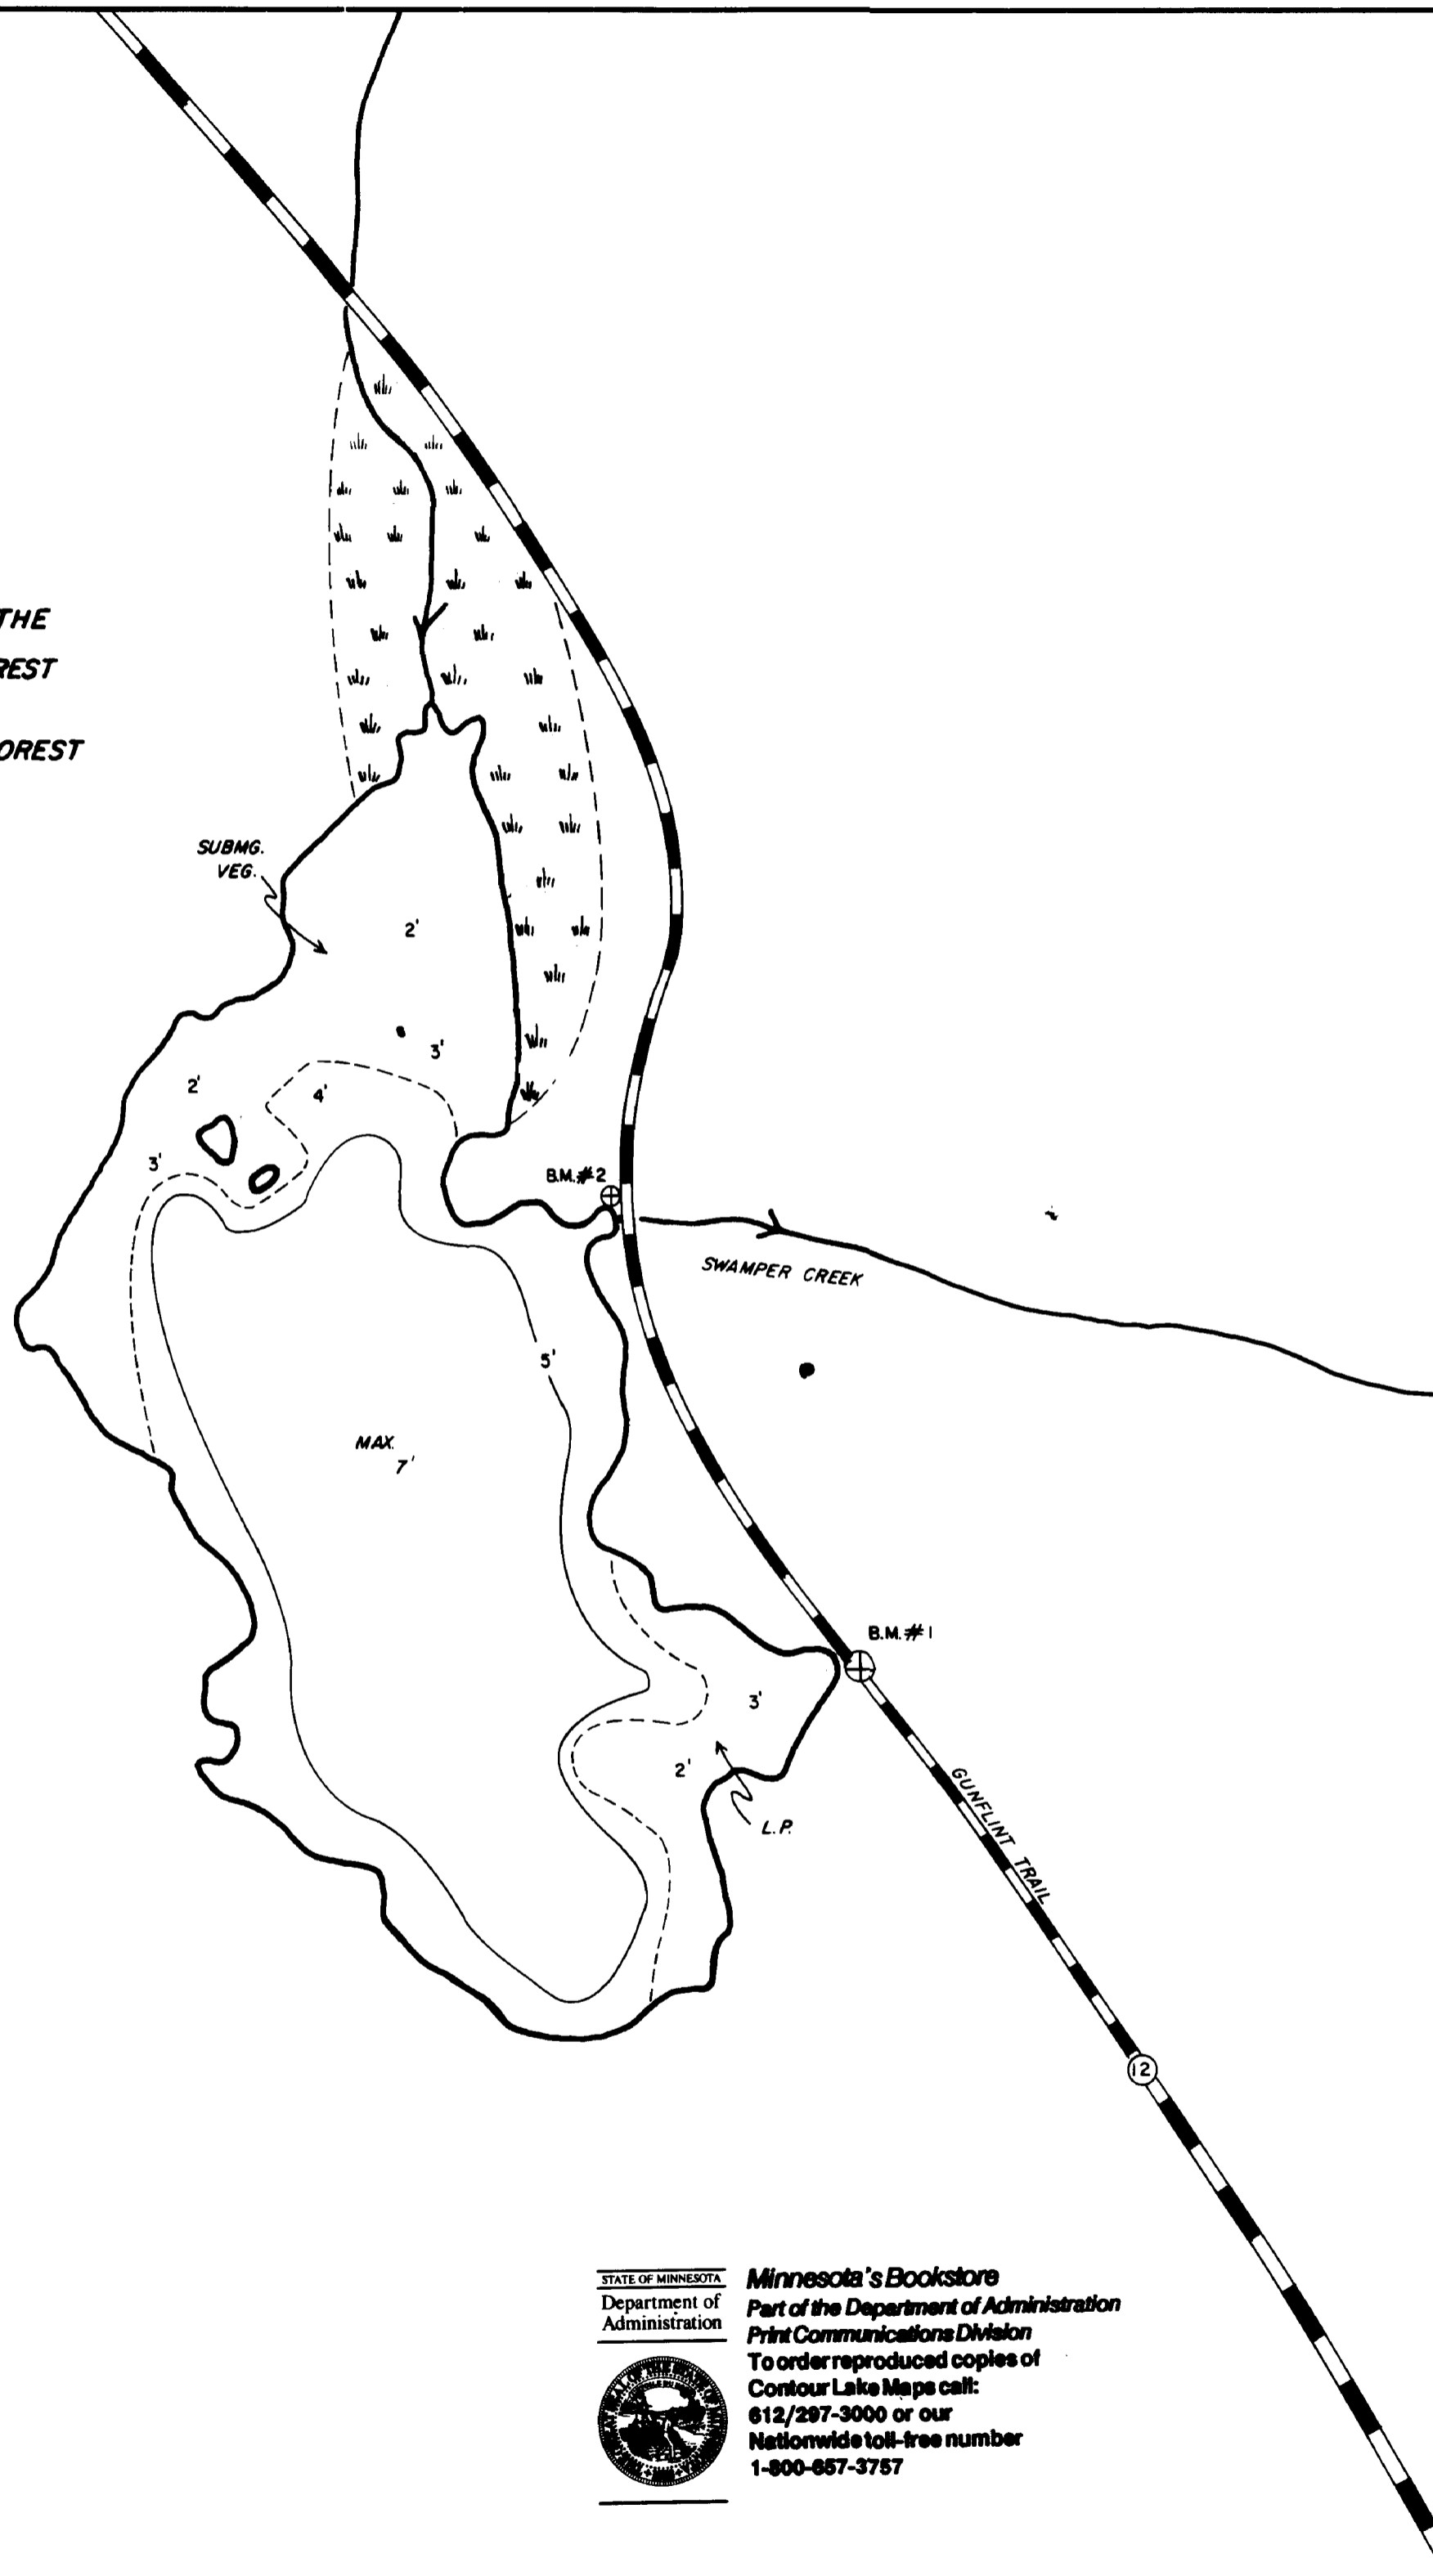 THE
REST
OREST
SUBMG.
VEG.
2'
3'
2'
4'
3'
B.M.#2
SWAMPER CREEK
5'
MAX.
7'
B.M.#1
3'
2'
L.P.
GUNFLINT TRAIL
12
STATE OF MINNESOTA
Department of
Administration
Minnesota's Bookstore
Part of the Department of Administration
Print Communications Division
To order reproduced copies of
Contour Lake Maps call:
612/297-3000 or our
Nationwide toll-free number
1-800-657-3757